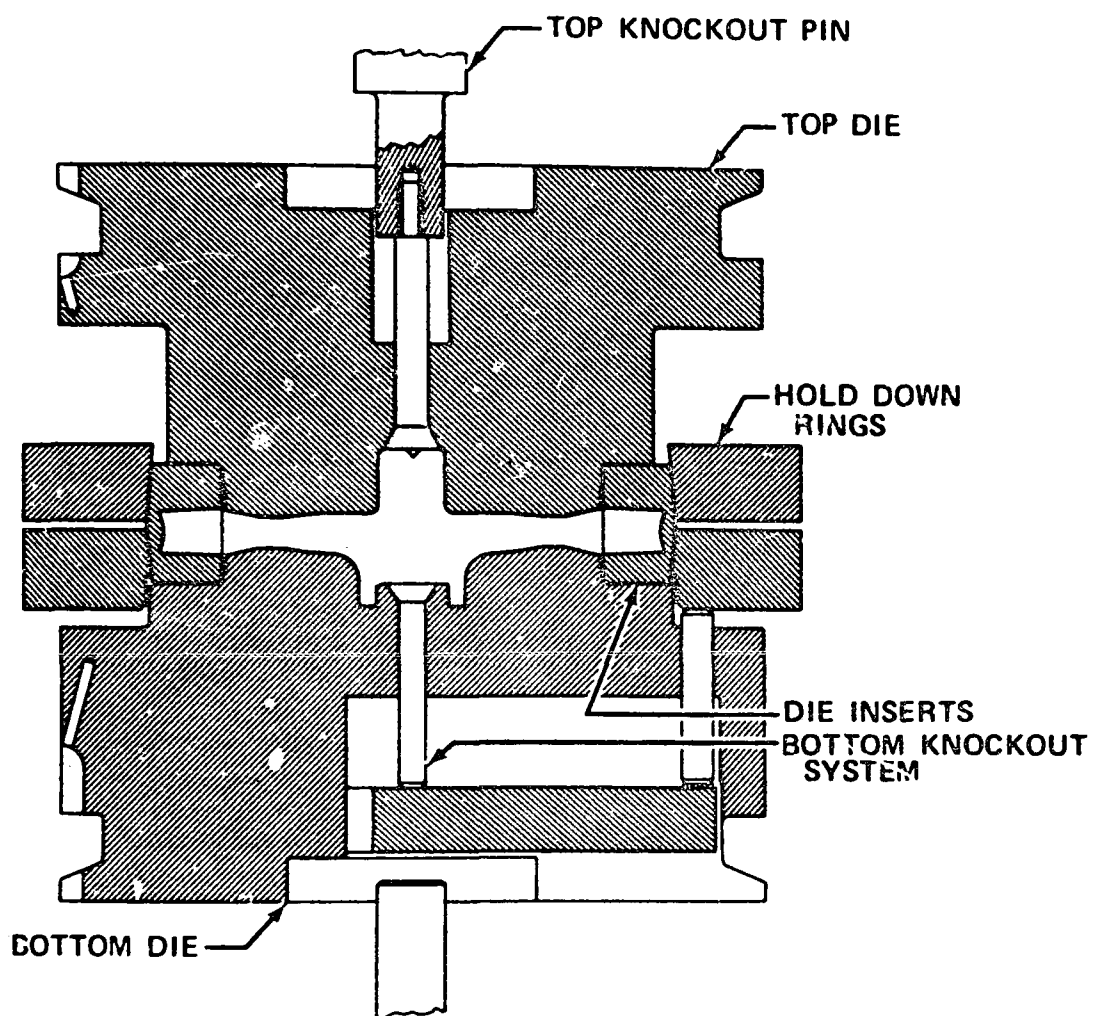 TOP KNOCKOUT PIN
TOP DIE
HOLD DOWN
RINGS
DIE INSERTS
BOTTOM KNOCKOUT
SYSTEM
BOTTOM DIE